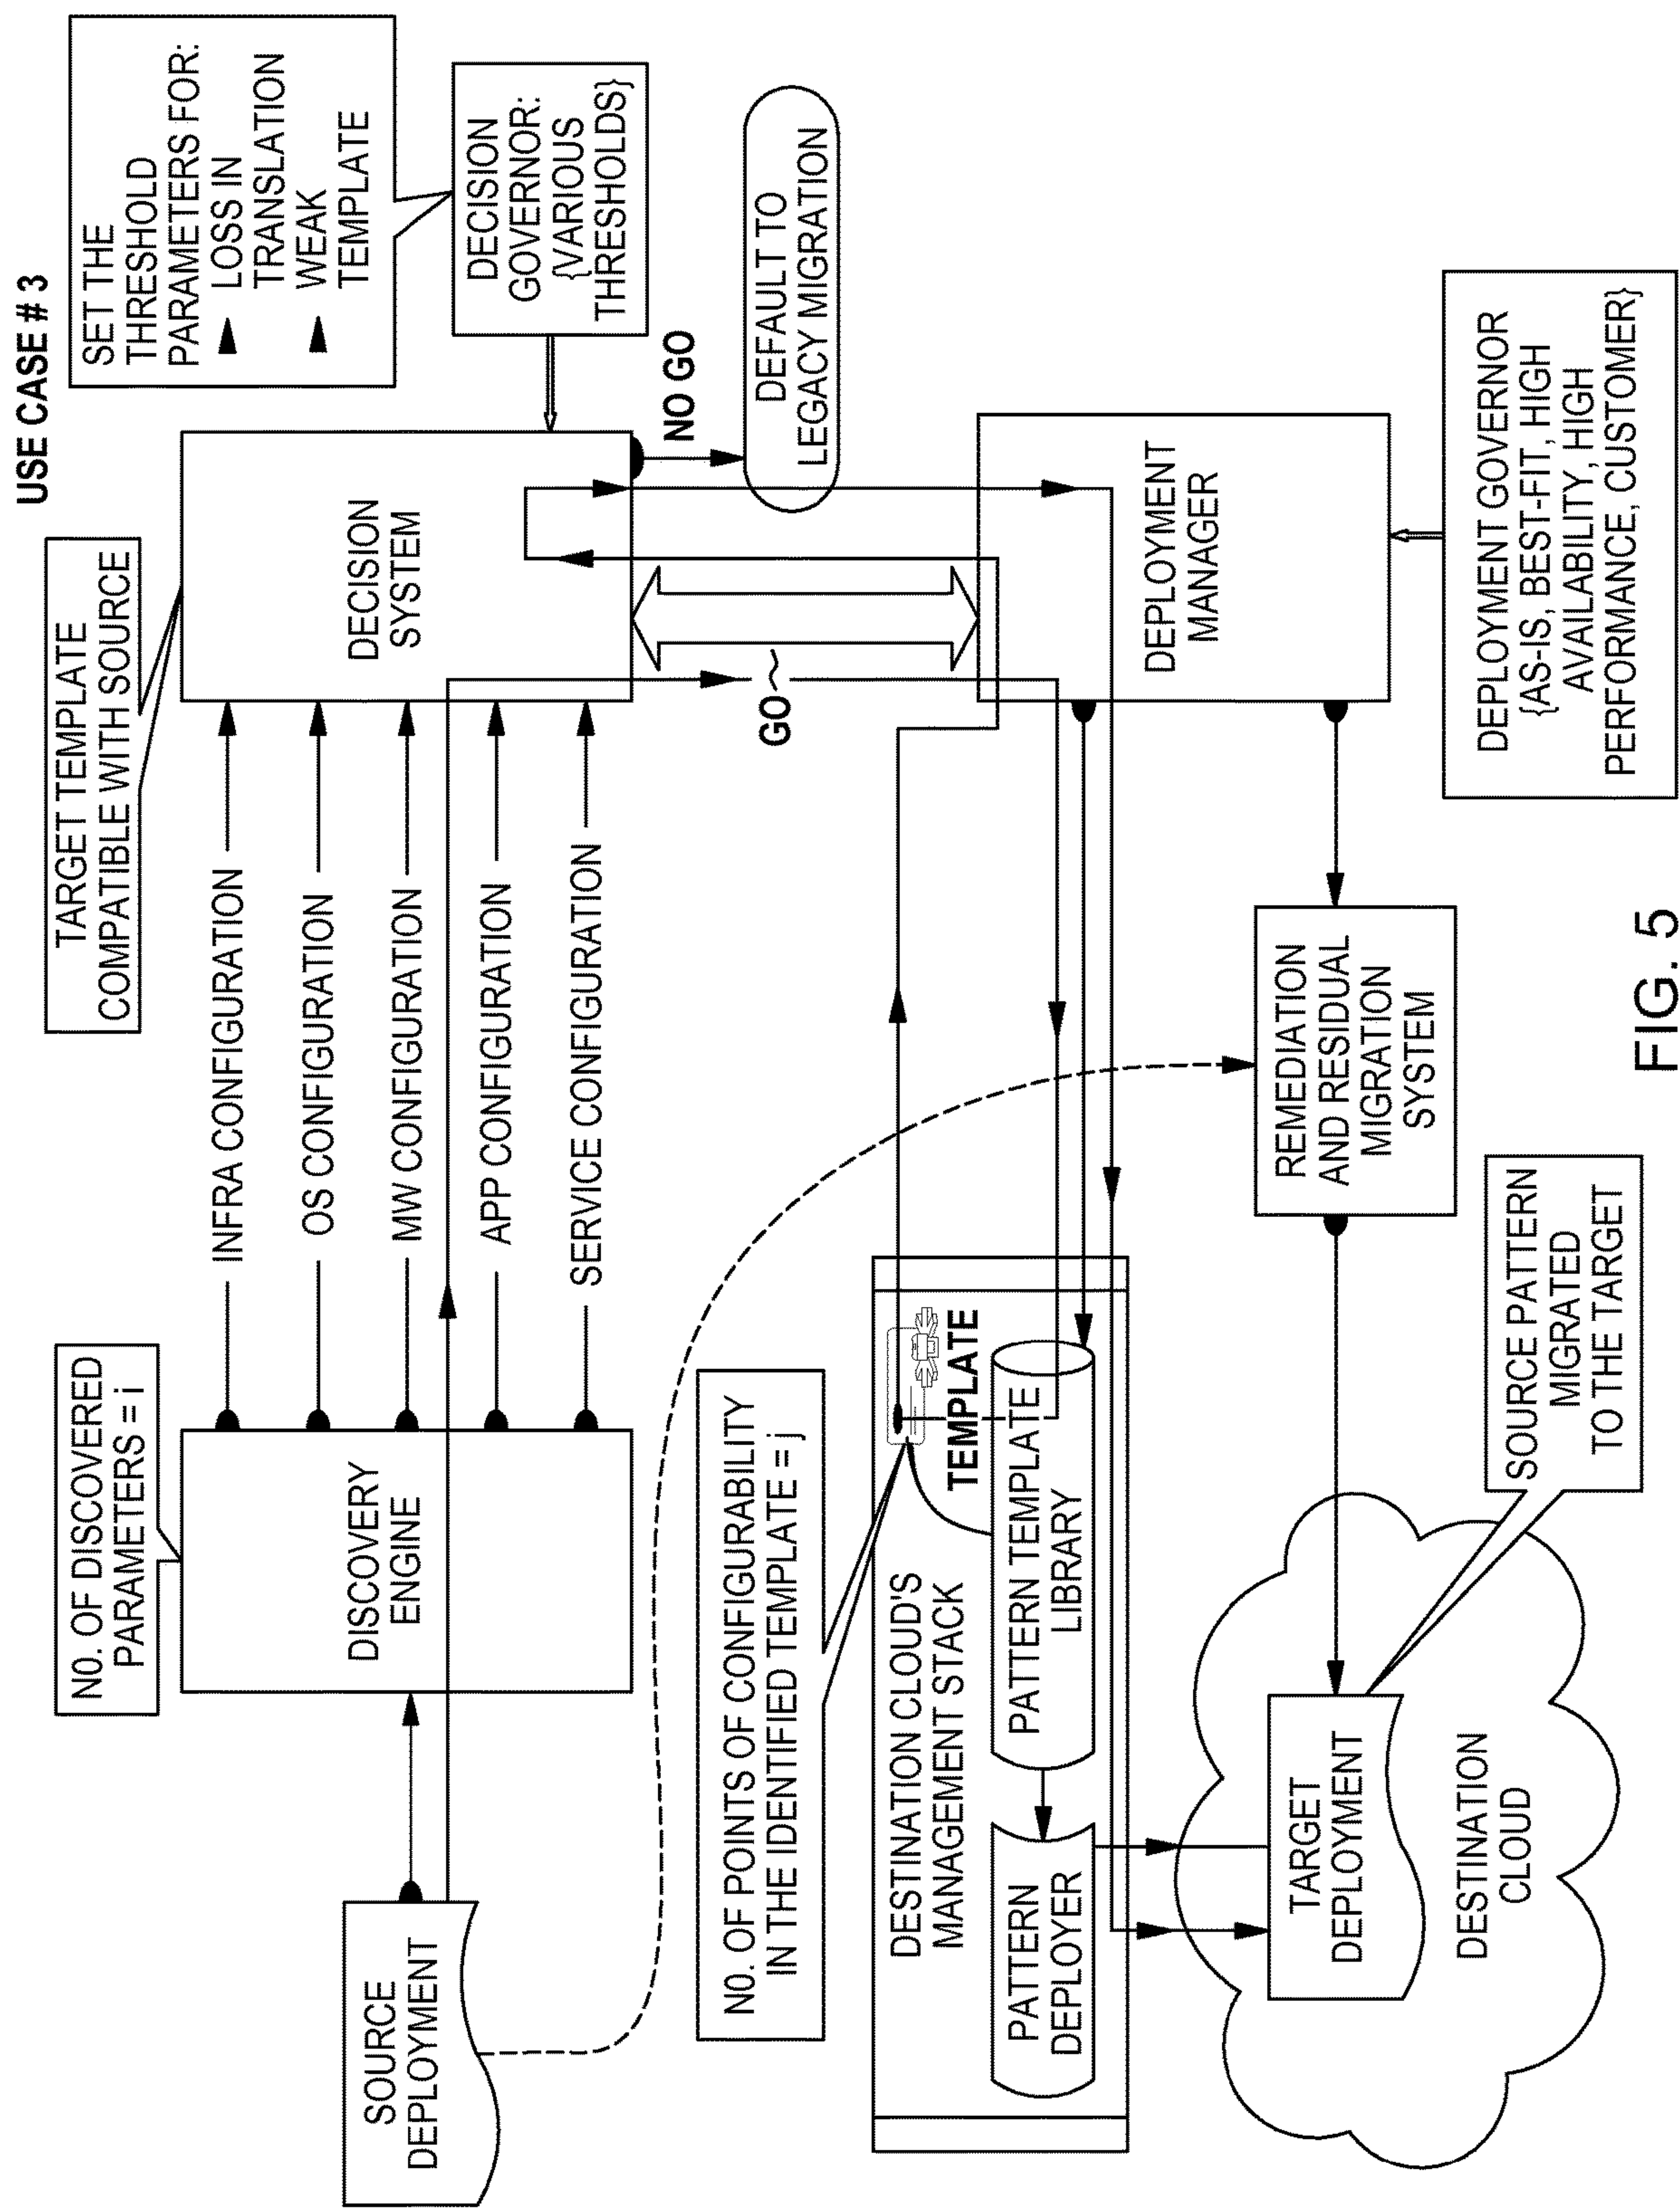 USE CASE # 3
SET THE
THRESHOLD
PARAMETERS FOR:
LOSS IN
TRANSLATION
WEAK
TEMPLATE
TARGET TEMPLATE
COMPATIBLE WITH SOURCE
DECISION
GOVERNOR:
{VARIOUS
THRESHOLDS}
N0. OF DISCOVERED
PARAMETERS = i
SOURCE
DEPLOYMENT
DISCOVERY
ENGINE
INFRA CONFIGURATION
OS CONFIGURATION
MW CONFIGURATION
APP CONFIGURATION
SERVICE CONFIGURATION
DECISION
SYSTEM
NO GO
DEFAULT TO
LEGACY MIGRATION
GO
N0. OF POINTS OF CONFIGURABILITY
IN THE IDENTIFIED TEMPLATE = j
DESTINATION CLOUD'S
MANAGEMENT STACK
TEMPLATE
PATTERN TEMPLATE
LIBRARY
PATTERN
DEPLOYER
DEPLOYMENT
MANAGER
DEPLOYMENT GOVERNOR
{AS-IS, BEST-FIT, HIGH
AVAILABILITY, HIGH
PERFORMANCE, CUSTOMER}
REMEDIATION
AND RESIDUAL
MIGRATION
SYSTEM
SOURCE PATTERN
MIGRATED
TO THE TARGET
TARGET
DEPLOYMENT
DESTINATION
CLOUD
FIG. 5